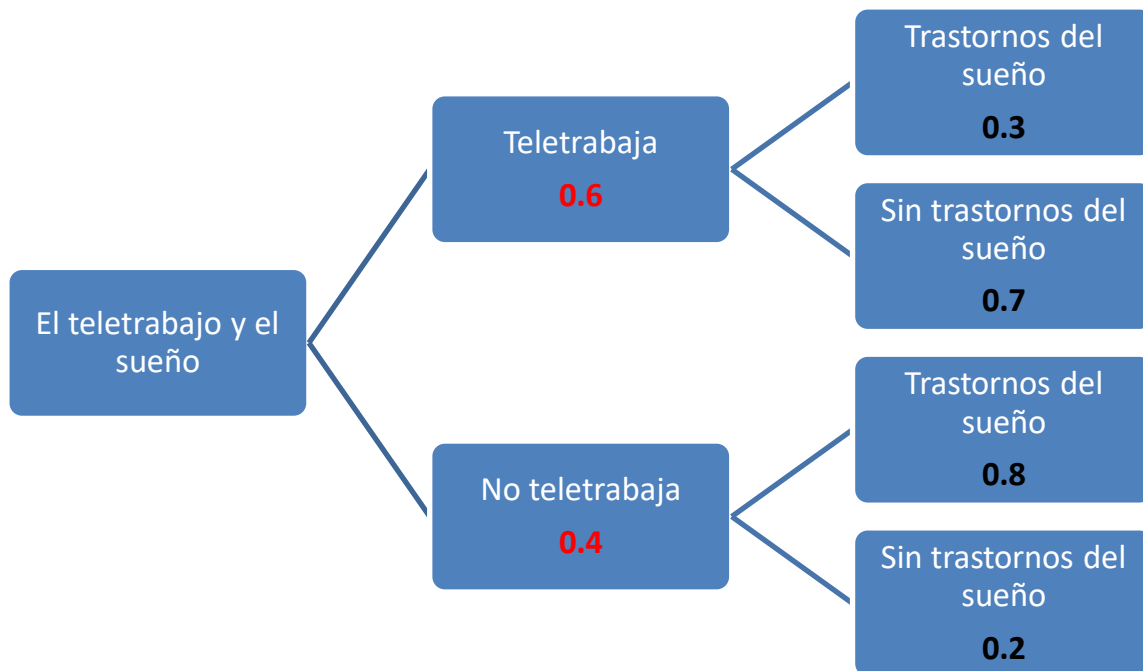 El teletrabajo y el
sueño
Teletrabaja
0.6
Trastornos del
sueño
0.3
Sin trastornos del
sueño
0.7
No teletrabaja
0.4
Trastornos del
sueño
0.8
Sin trastornos del
sueño
0.2